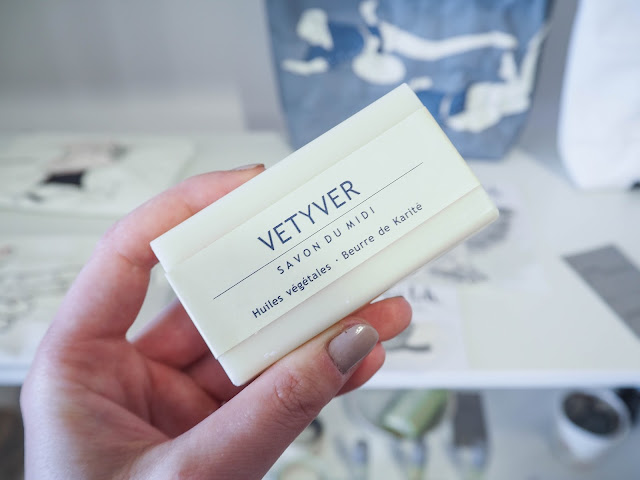 VETYVER
SAVON DU MIDI
Huiles végétales · Beurre de Karité